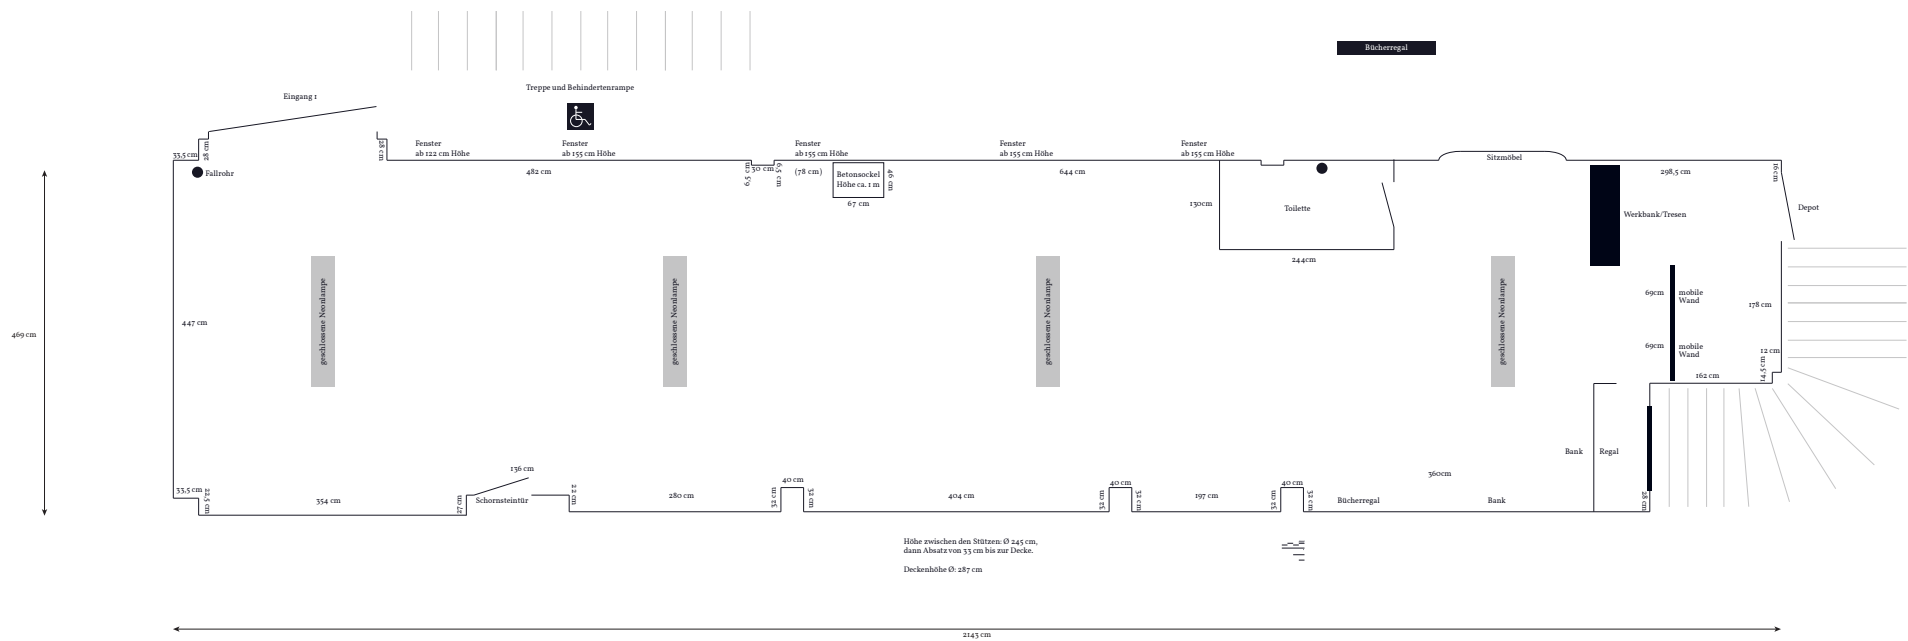 Bücherregal
Treppe und Behindertenrampe
Eingang 1
33,5 cm
28 cm
28 cm
Fenster
ab 122 cm Höhe
Fenster
ab 155 cm Höhe
Fenster
ab 155 cm Höhe
Fenster
ab 155 cm Höhe
Fenster
ab 155 cm Höhe
Sitzmöbel
Fallrohr
482 cm
6,5 cm
30 cm
6,5 cm
(78 cm)
Betonsockel
Höhe ca. 1 m
46 cm
67 cm
644 cm
298,5 cm
16 cm
130cm
Toilette
244cm
Werkbank/Tresen
Depot
geschlossene Neonlampe
geschlossene Neonlampe
geschlossene Neonlampe
geschlossene Neonlampe
69cm
mobile
Wand
178 cm
447 cm
469 cm
69cm
mobile
Wand
12 cm
14,5 cm
162 cm
Bank
Regal
136 cm
360cm
33,5 cm
22,5 cm
354 cm
27 cm
Schornsteintür
22 cm
280 cm
40 cm
32 cm
32 cm
404 cm
40 cm
32 cm
32 cm
197 cm
40 cm
32 cm
32 cm
Bücherregal
Bank
28 cm
Höhe zwischen den Stützen: Ø 245 cm,
dann Absatz von 33 cm bis zur Decke.
Deckenhöhe Ø: 287 cm
2143 cm